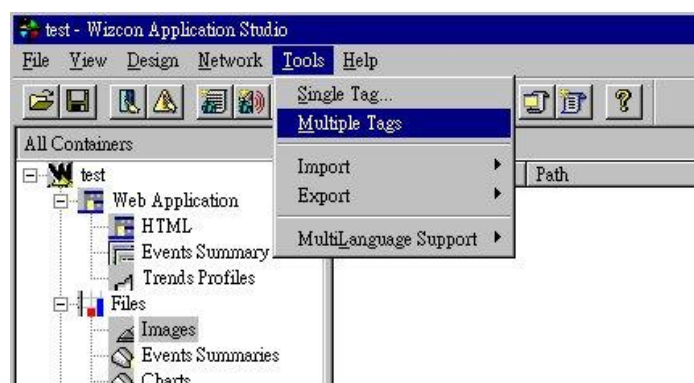 test - Wizcon Application Studio
File View Design Network Tools Help
Single Tag...
Multiple Tags
Import
Export
MultiLanguage Support
All Containers
Path
test
Web Application
HTML
Events Summary
Trends Profiles
Files
Images
Events Summaries
Charts